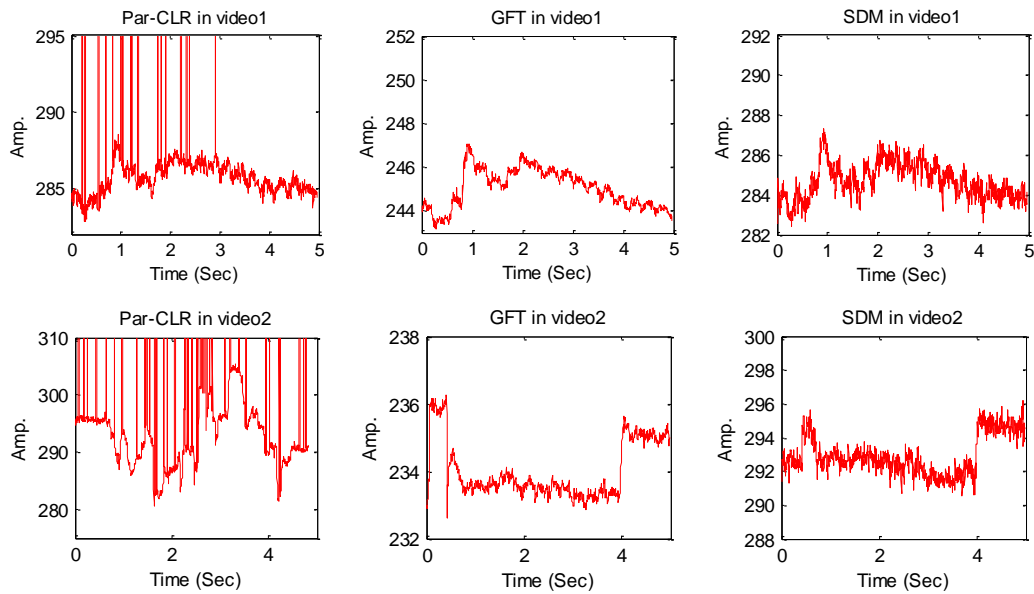 Par-CLR in video1
295
290
285
Amp.
0 1 2 3 4 5
Time (Sec)
GFT in video1
252
250
248
246
244
Amp.
0 1 2 3 4 5
Time (Sec)
SDM in video1
292
290
288
286
284
282
Amp.
0 1 2 3 4 5
Time (Sec)
Par-CLR in video2
310
300
290
280
Amp.
0 2 4
Time (Sec)
GFT in video2
238
236
234
232
Amp.
0 2 4
Time (Sec)
SDM in video2
300
298
296
294
292
290
288
Amp.
0 2 4
Time (Sec)